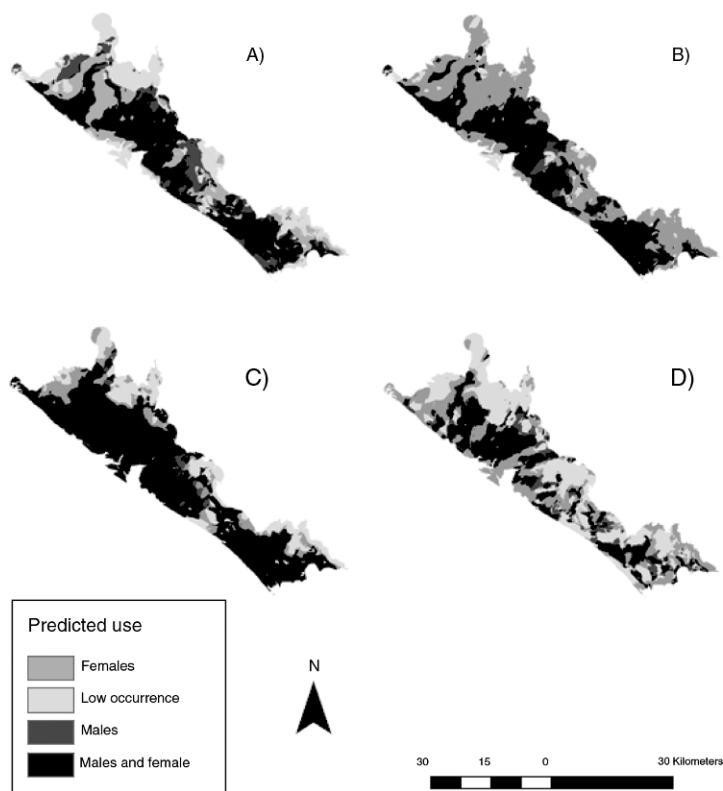 A)
B)
C)
D)
Predicted use
Females
Low occurrence
Males
Males and female
N
30 15 0 30 Kilometers